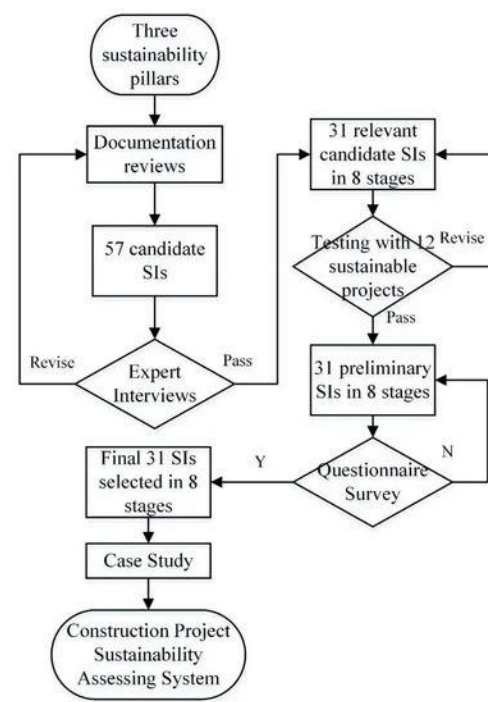 Three
sustainability
pillars
Documentation
reviews
57 candidate
SIs
Revise
Expert
Interviews
Pass
31 relevant
candidate SIs
in 8 stages
Testing with 12
sustainable
projects
Revise
Pass
31 preliminary
SIs in 8 stages
Questionnaire
Survey
N
Y
Final 31 SIs
selected in 8
stages
Case Study
Construction Project
Sustainability
Assessing System